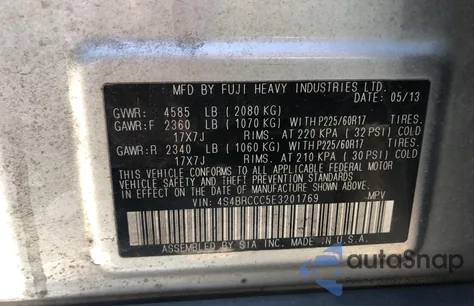 MFD BY FUJI HEAVY INDUSTRIES LTD.
05/13
GVWR: 4585 LB ( 2080 KG)
GAWR:F 2360 LB ( 1070 KG) WITH P225/60R17 TIRES.
17X7J RIMS. AT 220 KPA ( 32 PSI) COLD
GAWR:R 2340 LB ( 1060 KG) WITH P225/60R17 TIRES.
17X7J RIMS. AT 210 KPA ( 30 PSI) COLD
THIS VEHICLE CONFORMS TO ALL APPLICABLE FEDERAL MOTOR
VEHICLE SAFETY, BUMPER, AND THEFT PREVENTION STANDARDS
IN EFFECT ON THE DATE OF MANUFACTURE SHOWN ABOVE.
VIN: 4S4BRCCC5E3201769 MPV
ASSEMBLED BY SIA INC. MADE IN U.S.A.
autoSnap
Powered by Copart